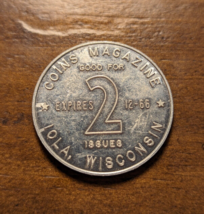 COINS MAGAZINE
GOOD FOR
EXPIRES 2 12-66
ISSUES
IOLA, WISCONSIN